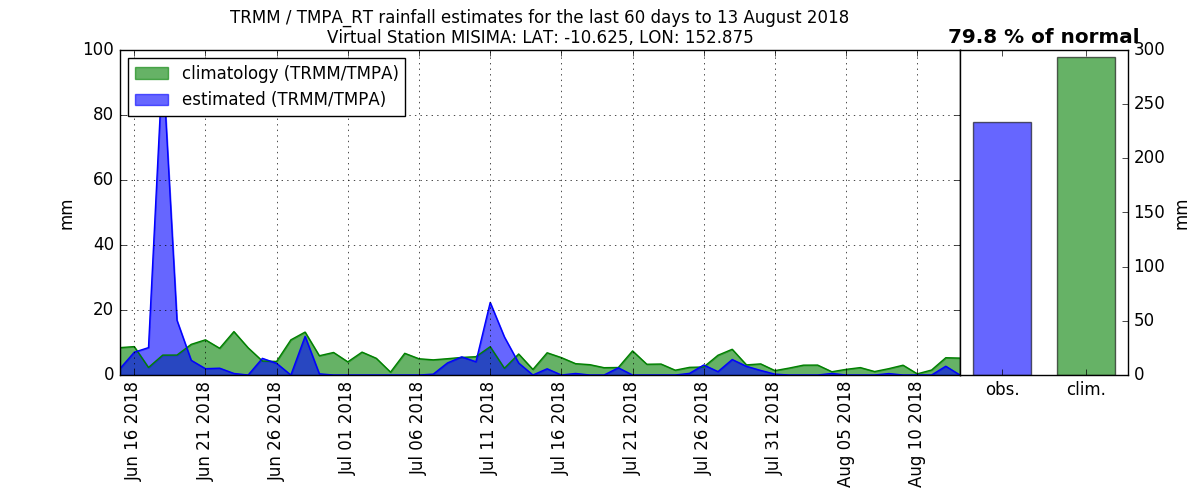 TRMM / TMPA_RT rainfall estimates for the last 60 days to 13 August 2018
Virtual Station MISIMA: LAT: -10.625, LON: 152.875
79.8 % of normal
climatology (TRMM/TMPA)
estimated (TRMM/TMPA)
100
80
60
40
20
0
mm
Jun 16 2018
Jun 21 2018
Jun 26 2018
Jul 01 2018
Jul 06 2018
Jul 11 2018
Jul 16 2018
Jul 21 2018
Jul 26 2018
Jul 31 2018
Aug 05 2018
Aug 10 2018
300
250
200
150
100
50
0
mm
obs.
clim.